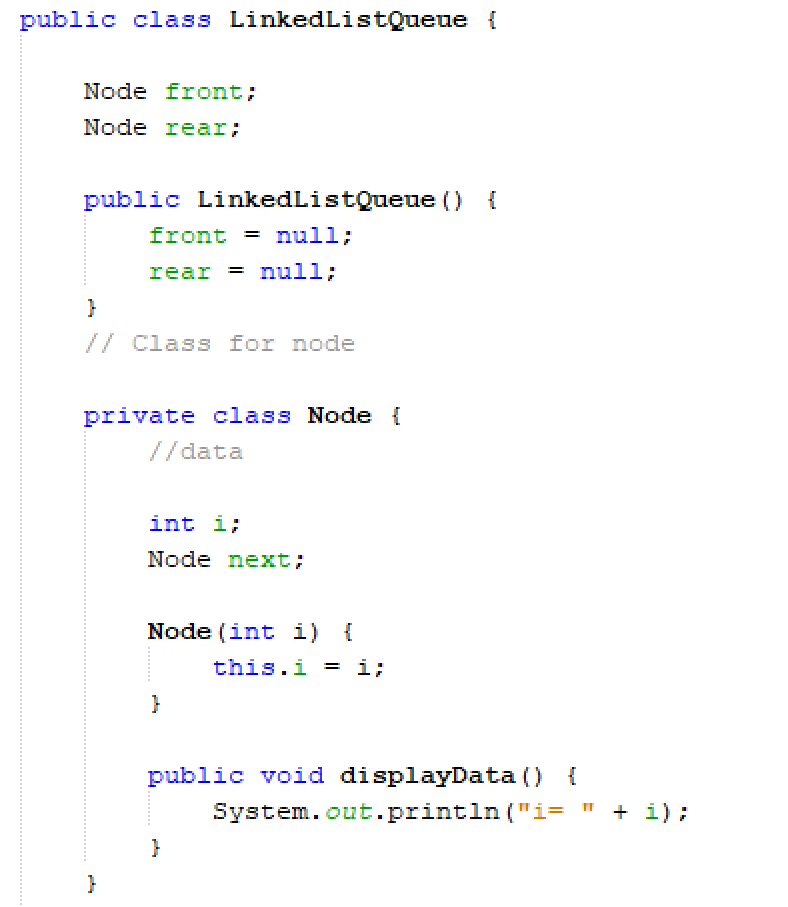 public class LinkedListQueue {
Node front;
Node rear;
public LinkedListQueue() {
front = null;
rear = null;
}
// Class for node
private class Node {
//data
int i;
Node next;
Node(int i) {
this.i = i;
}
public void displayData() {
System.out.println("i= " + i);
}
}